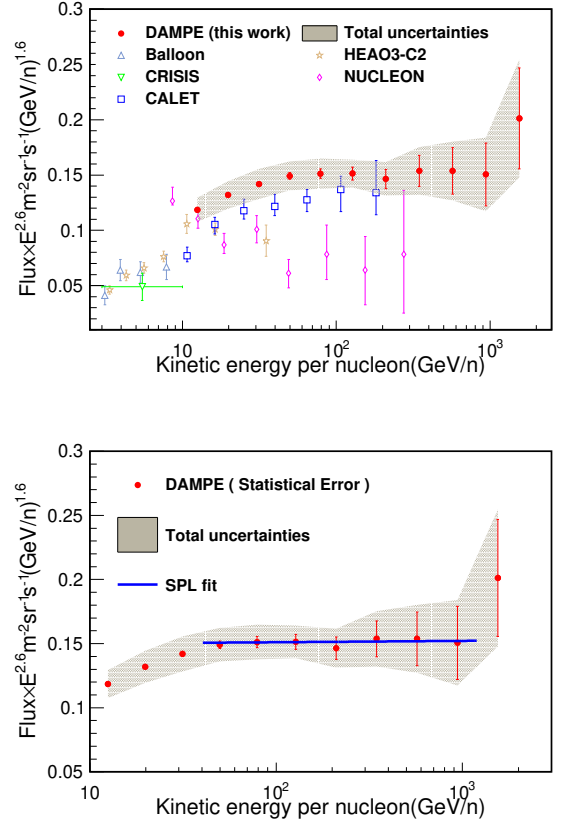 DAMPE (this work) Total uncertainties
Balloon HEAO3-C2
CRISIS NUCLEON
CALET
0.3
0.25
0.2
0.15
0.1
0.05
Flux×E^2.6 m^-2 sr^-1 s^-1 (GeV/n)^1.6
10 10^2 10^3
Kinetic energy per nucleon(GeV/n)
DAMPE ( Statistical Error )
Total uncertainties
SPL fit
0.3
0.25
0.2
0.15
0.1
0.05
Flux×E^2.6 m^-2 sr^-1 s^-1 (GeV/n)^1.6
10 10^2 10^3
Kinetic energy per nucleon(GeV/n)